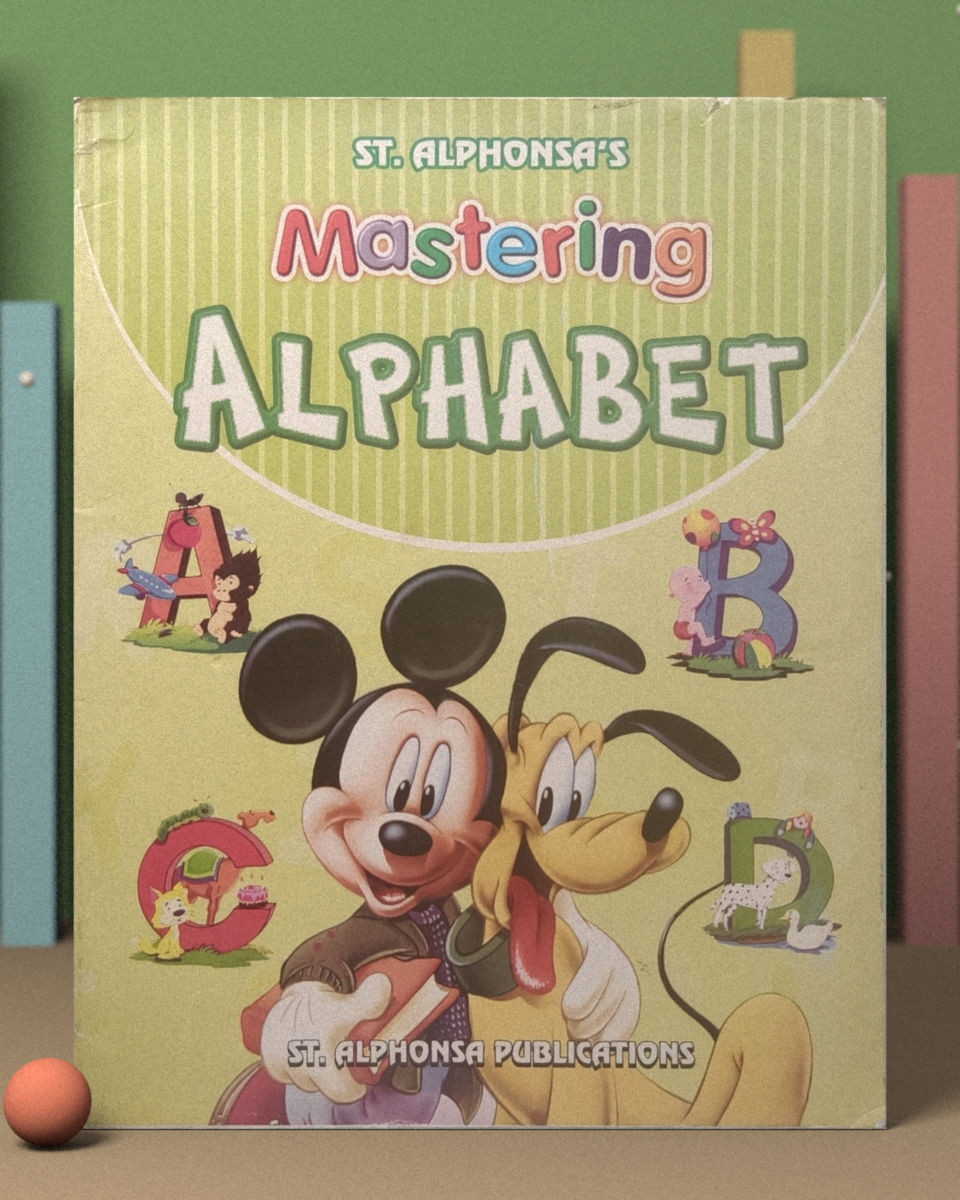 ST. ALPHONSA'S
Mastering
ALPHABET
A
B
C
D
ST. ALPHONSA PUBLICATIONS